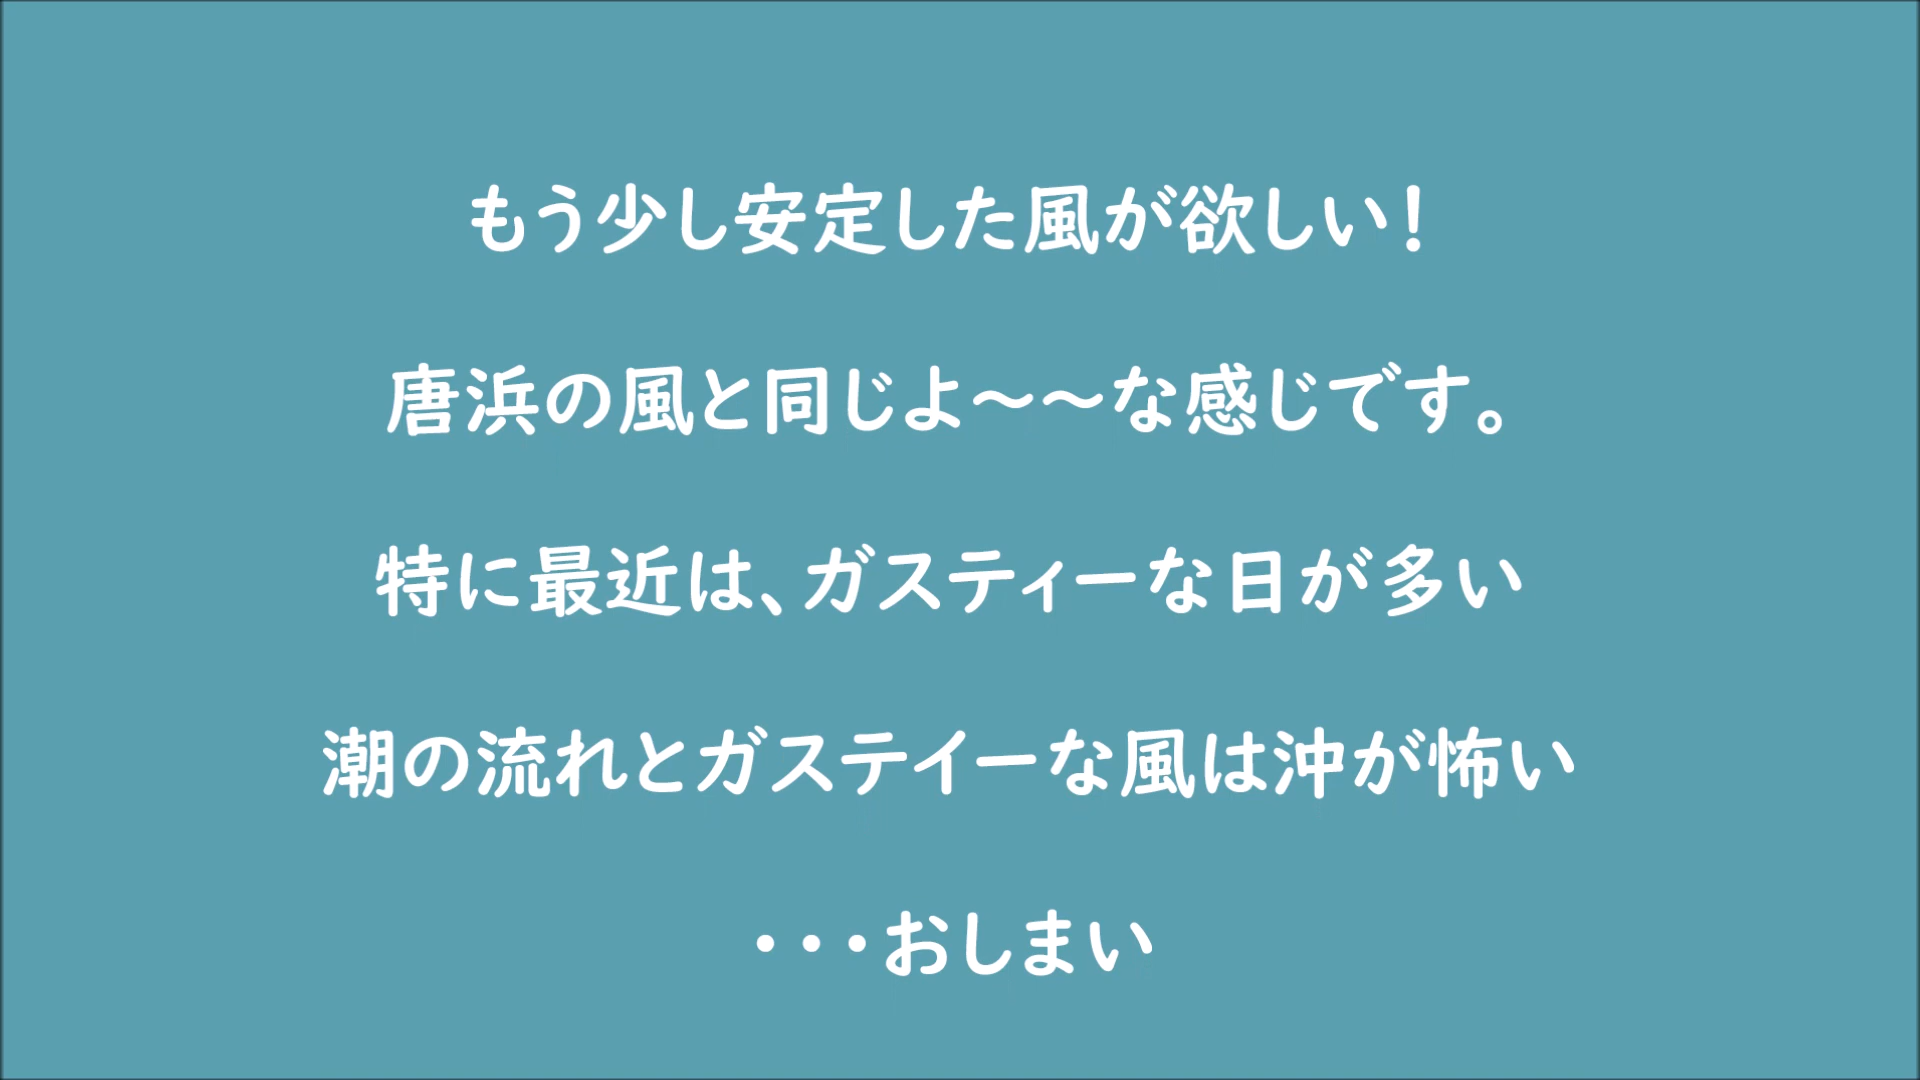 もう少し安定した風が欲しい！
唐浜の風と同じよ～～な感じです。
特に最近は、ガスティーな日が多い
潮の流れとガステイーな風は沖が怖い
・・・おしまい